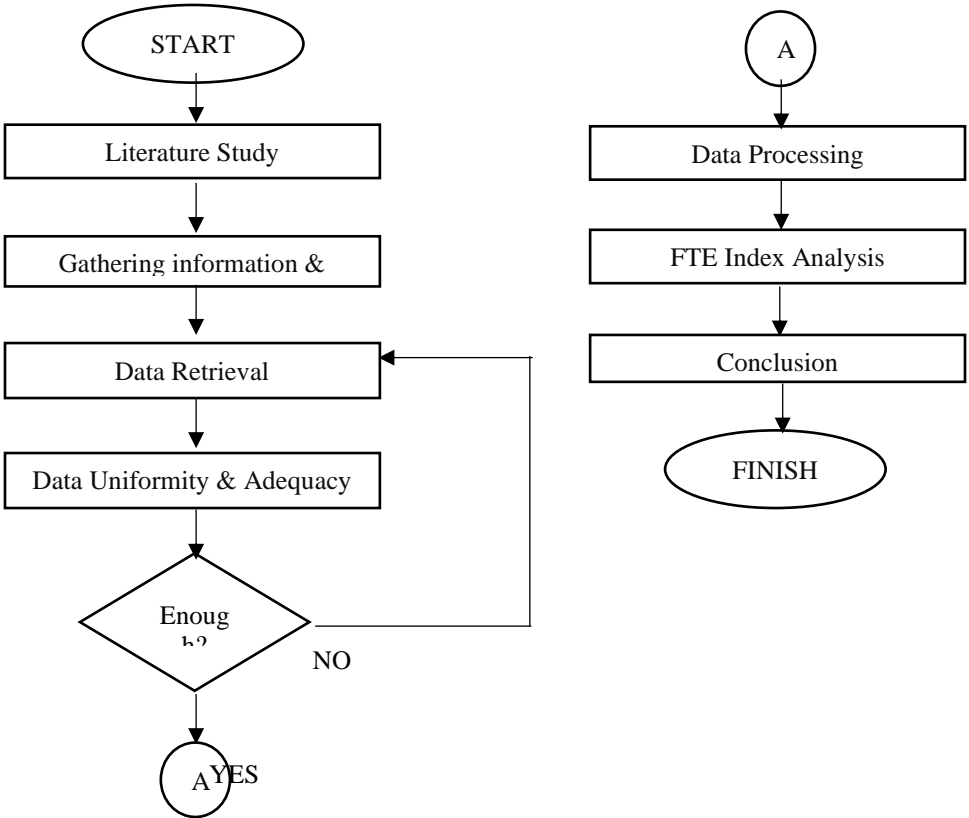 START
Literature Study
Gathering information &
Data Retrieval
Data Uniformity & Adequacy
Enoug
h?
NO
YES
A
A
Data Processing
FTE Index Analysis
Conclusion
FINISH